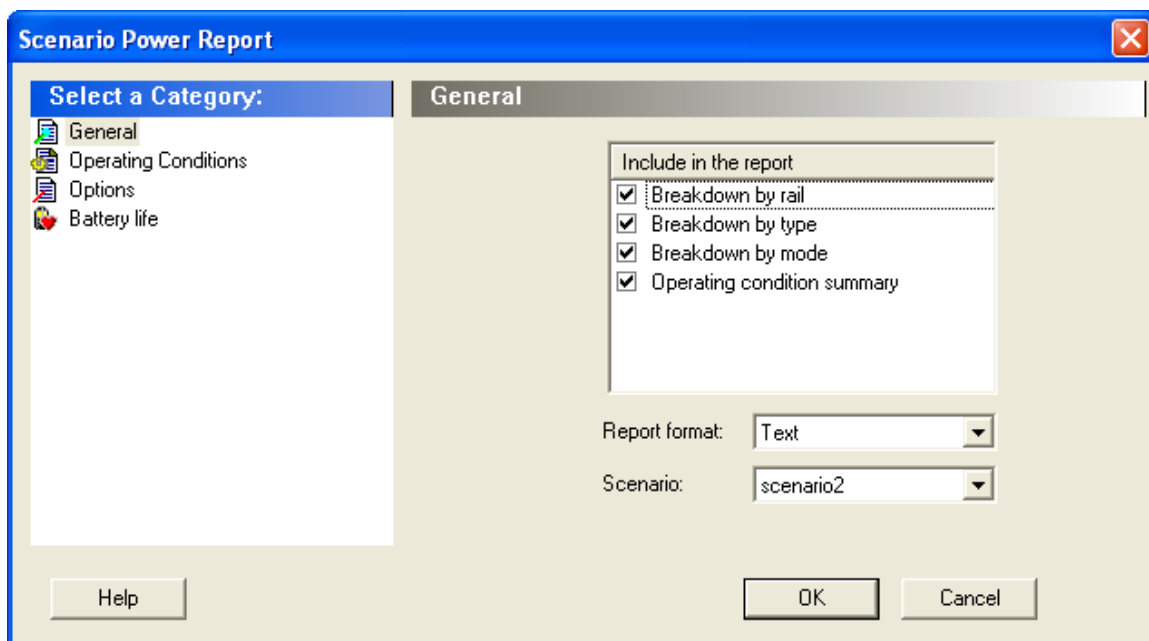 Scenario Power Report
Select a Category:
General
Operating Conditions
Options
Battery life
General
Include in the report
Breakdown by rail
Breakdown by type
Breakdown by mode
Operating condition summary
Report format: Text
Scenario: scenario2
Help
OK
Cancel